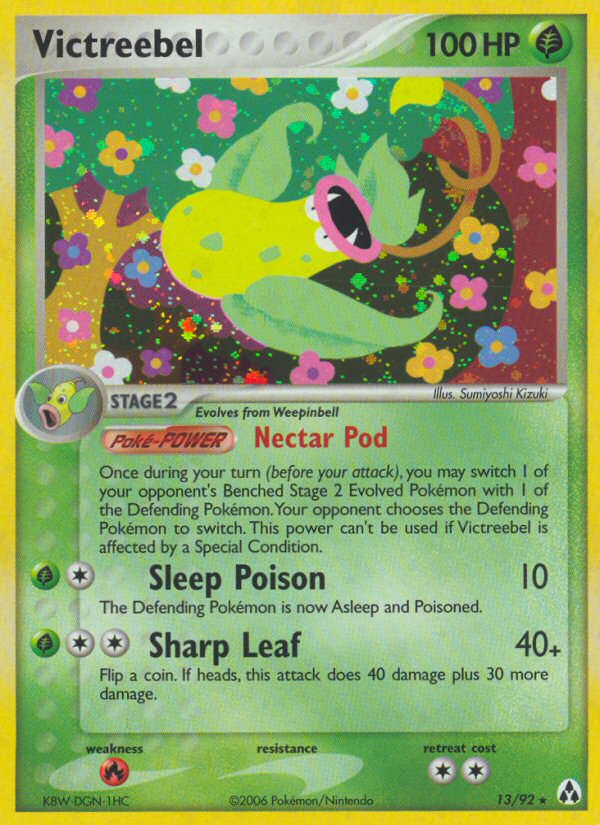 Victreebel 100 HP
Illus. Sumiyoshi Kizuki
STAGE2
Evolves from Weepinbell
Poké-POWER Nectar Pod
Once during your turn (before your attack), you may switch 1 of
your opponent's Benched Stage 2 Evolved Pokémon with 1 of
the Defending Pokémon. Your opponent chooses the Defending
Pokémon to switch. This power can't be used if Victreebel is
affected by a Special Condition.
Sleep Poison 10
The Defending Pokémon is now Asleep and Poisoned.
Sharp Leaf 40+
Flip a coin. If heads, this attack does 40 damage plus 30 more
damage.
weakness resistance retreat cost
K8W-DGN-1HC ©2006 Pokémon/Nintendo 13/92 ★